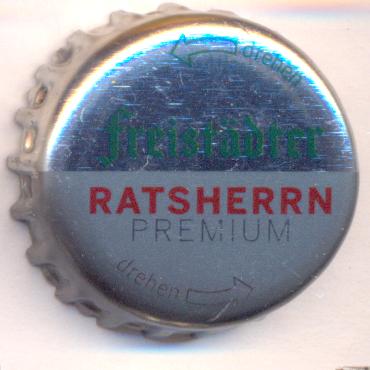 drehen
freistädter
RATSHERRN
PREMIUM
drehen